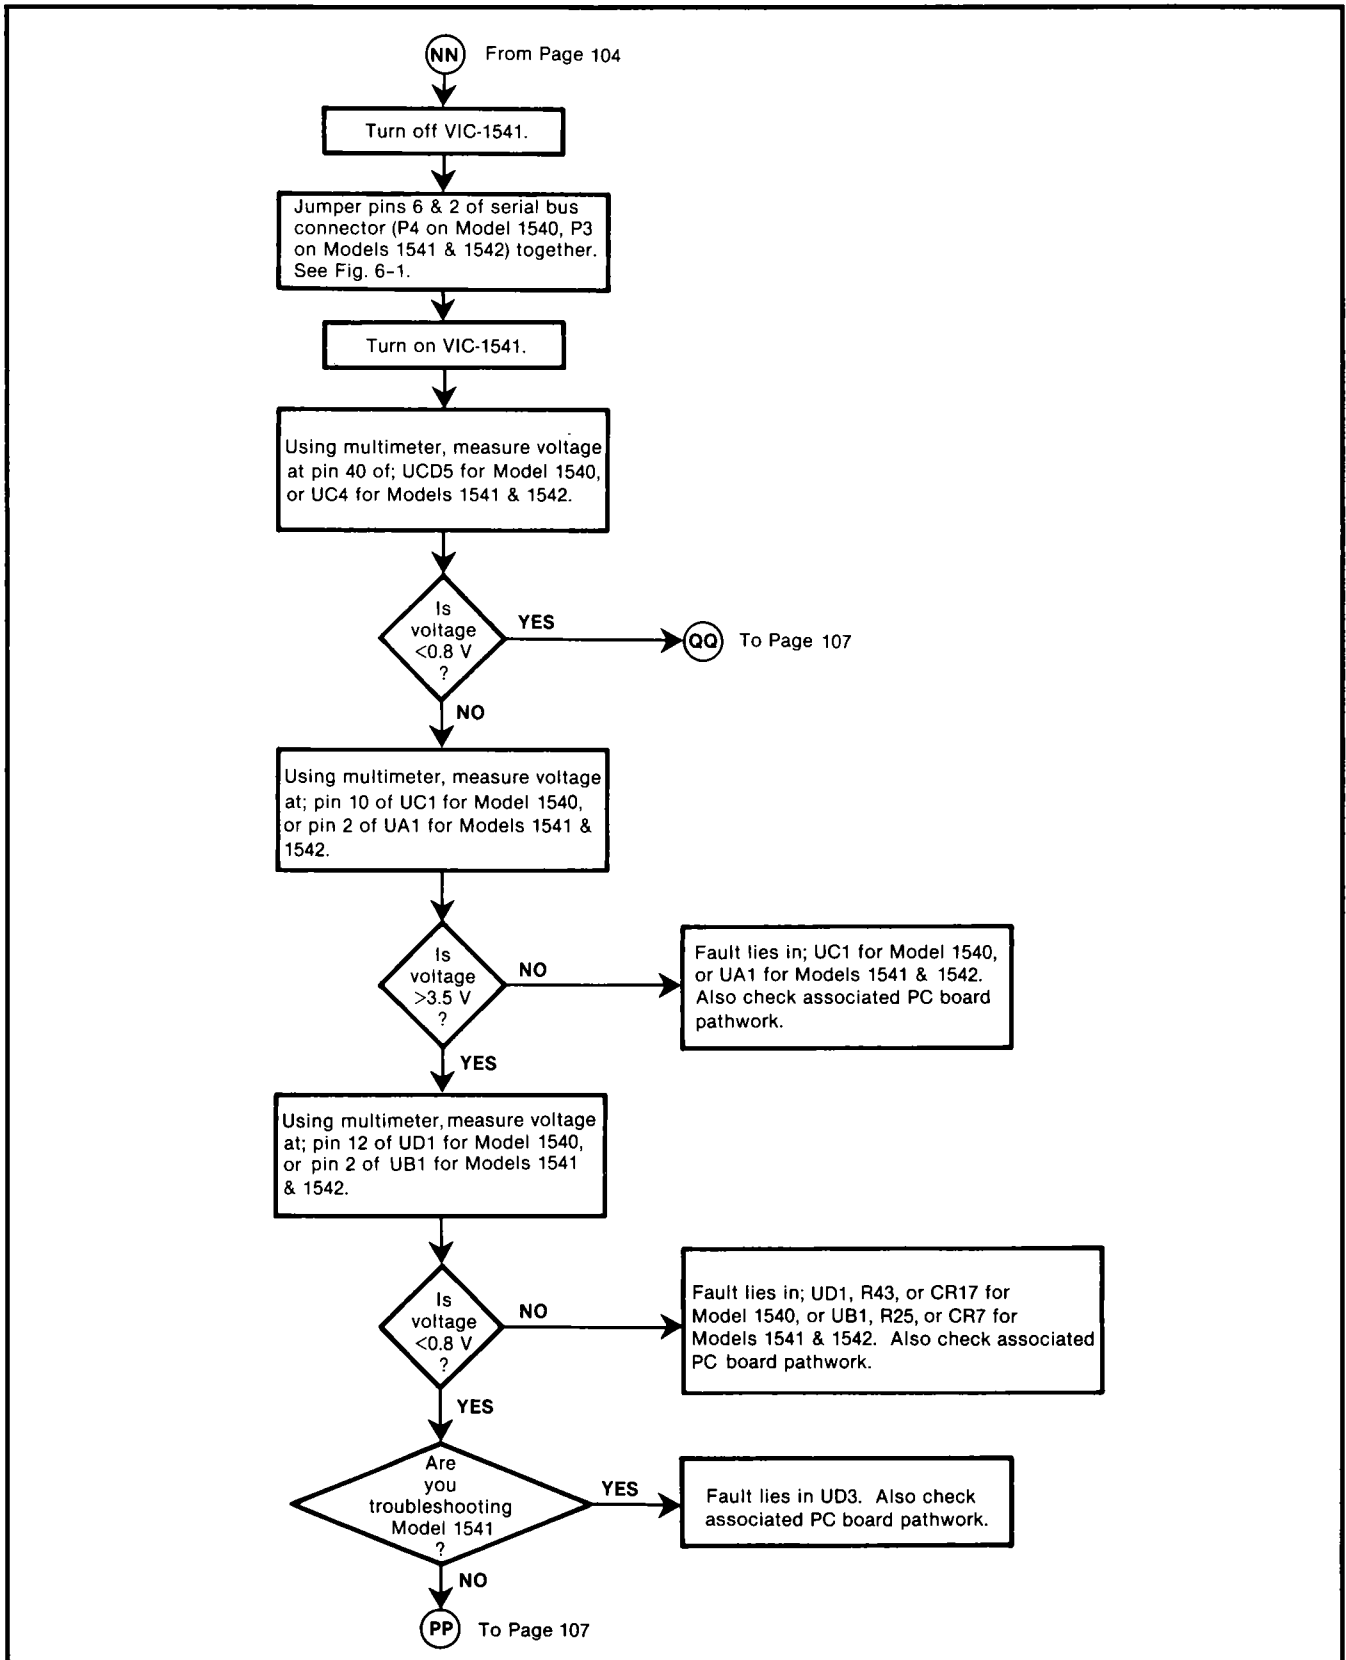 NN From Page 104
Turn off VIC-1541.
Jumper pins 6 & 2 of serial bus
connector (P4 on Model 1540, P3
on Models 1541 & 1542) together.
See Fig. 6-1.
Turn on VIC-1541.
Using multimeter, measure voltage
at pin 40 of; UCD5 for Model 1540,
or UC4 for Models 1541 & 1542.
Is
voltage
<0.8 V
?
YES
QQ To Page 107
NO
Using multimeter, measure voltage
at; pin 10 of UC1 for Model 1540,
or pin 2 of UA1 for Models 1541 &
1542.
Is
voltage
>3.5 V
?
NO
Fault lies in; UC1 for Model 1540,
or UA1 for Models 1541 & 1542.
Also check associated PC board
pathwork.
YES
Using multimeter, measure voltage
at; pin 12 of UD1 for Model 1540,
or pin 2 of UB1 for Models 1541
& 1542.
Is
voltage
<0.8 V
?
NO
Fault lies in; UD1, R43, or CR17 for
Model 1540, or UB1, R25, or CR7 for
Models 1541 & 1542. Also check associated
PC board pathwork.
YES
Are
you
troubleshooting
Model 1541
?
YES
Fault lies in UD3. Also check
associated PC board pathwork.
NO
PP To Page 107